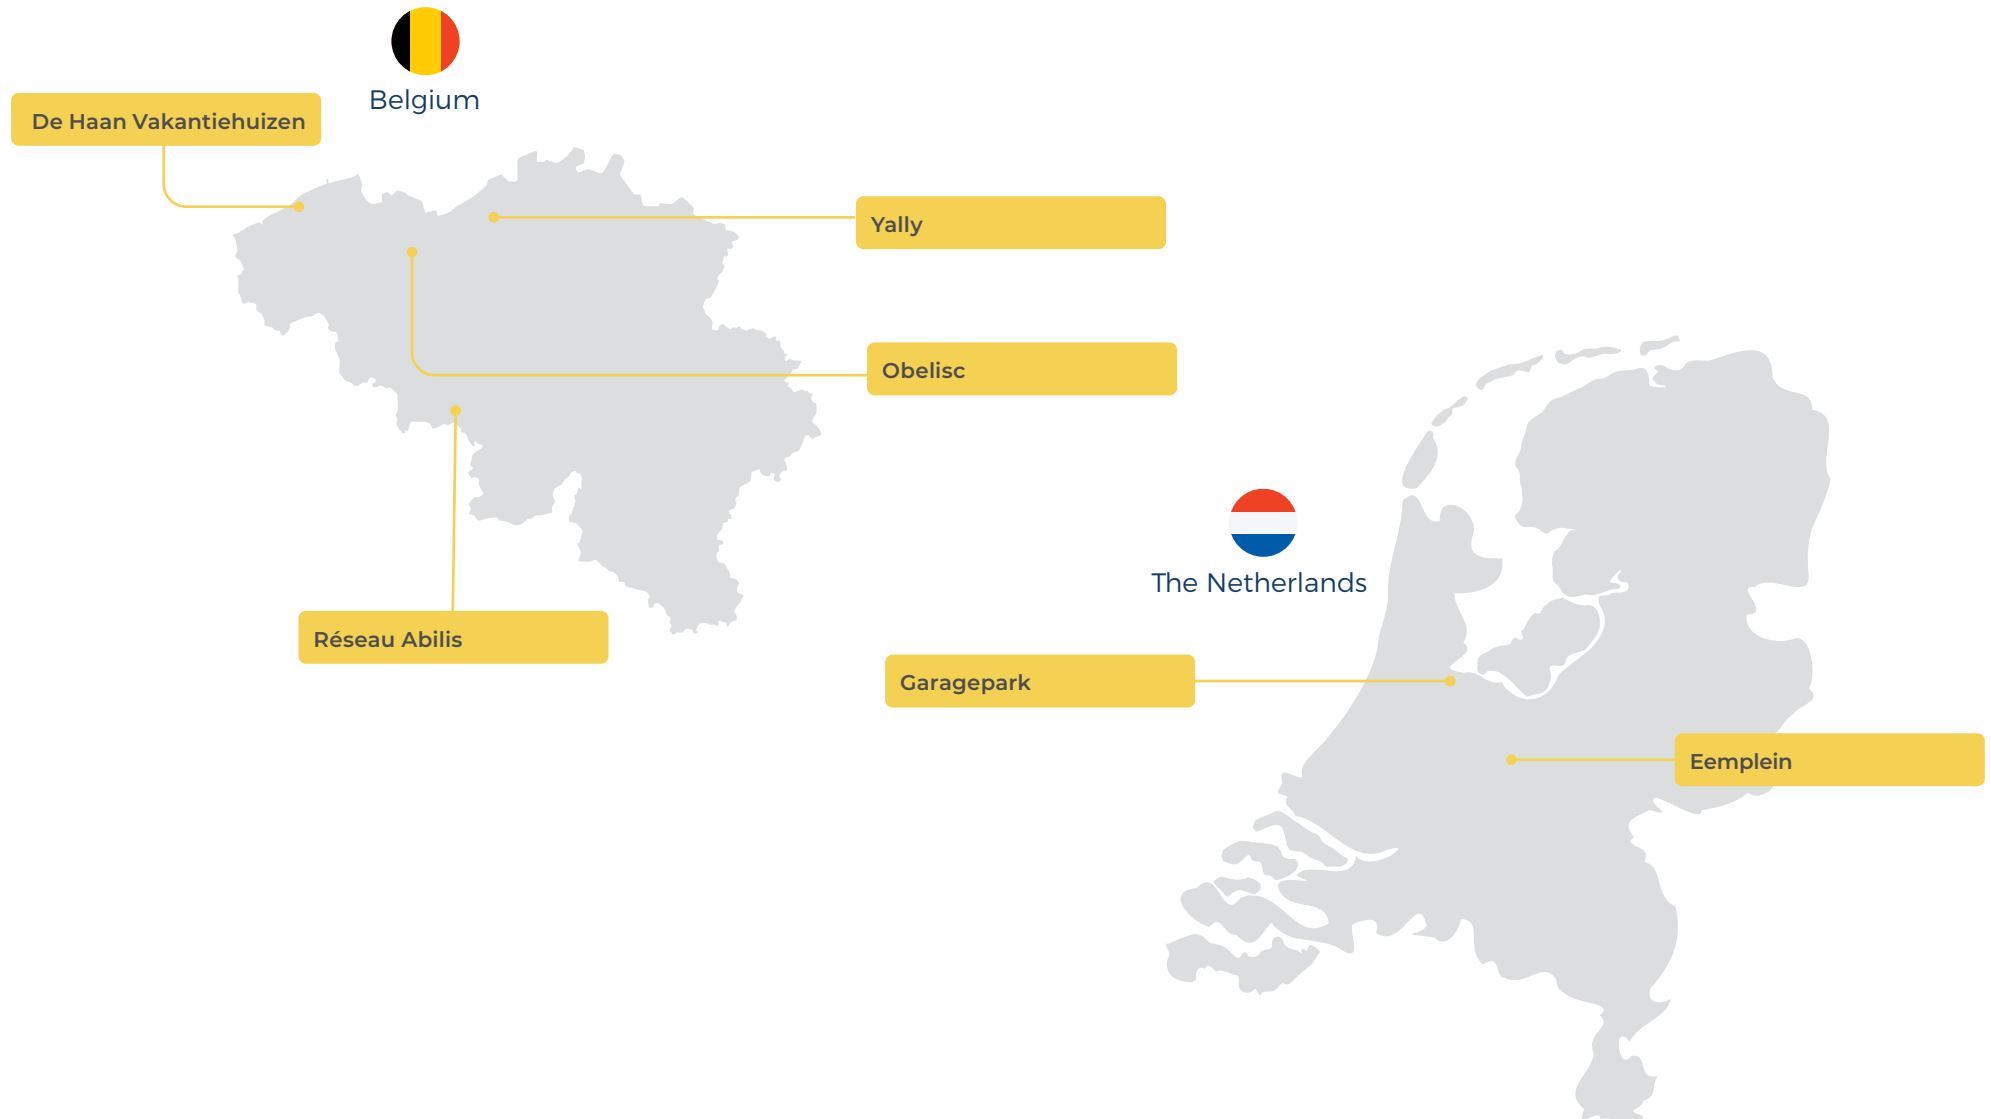 Belgium
De Haan Vakantiehuizen
Yally
Obelisc
Réseau Abilis
The Netherlands
Garagepark
Eemplein